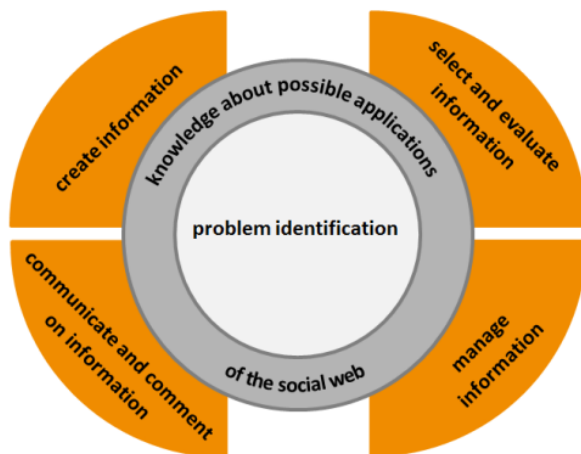 create information
select and evaluate
information
knowledge about possible applications
problem identification
of the social web
communicate and comment
on information
manage
information